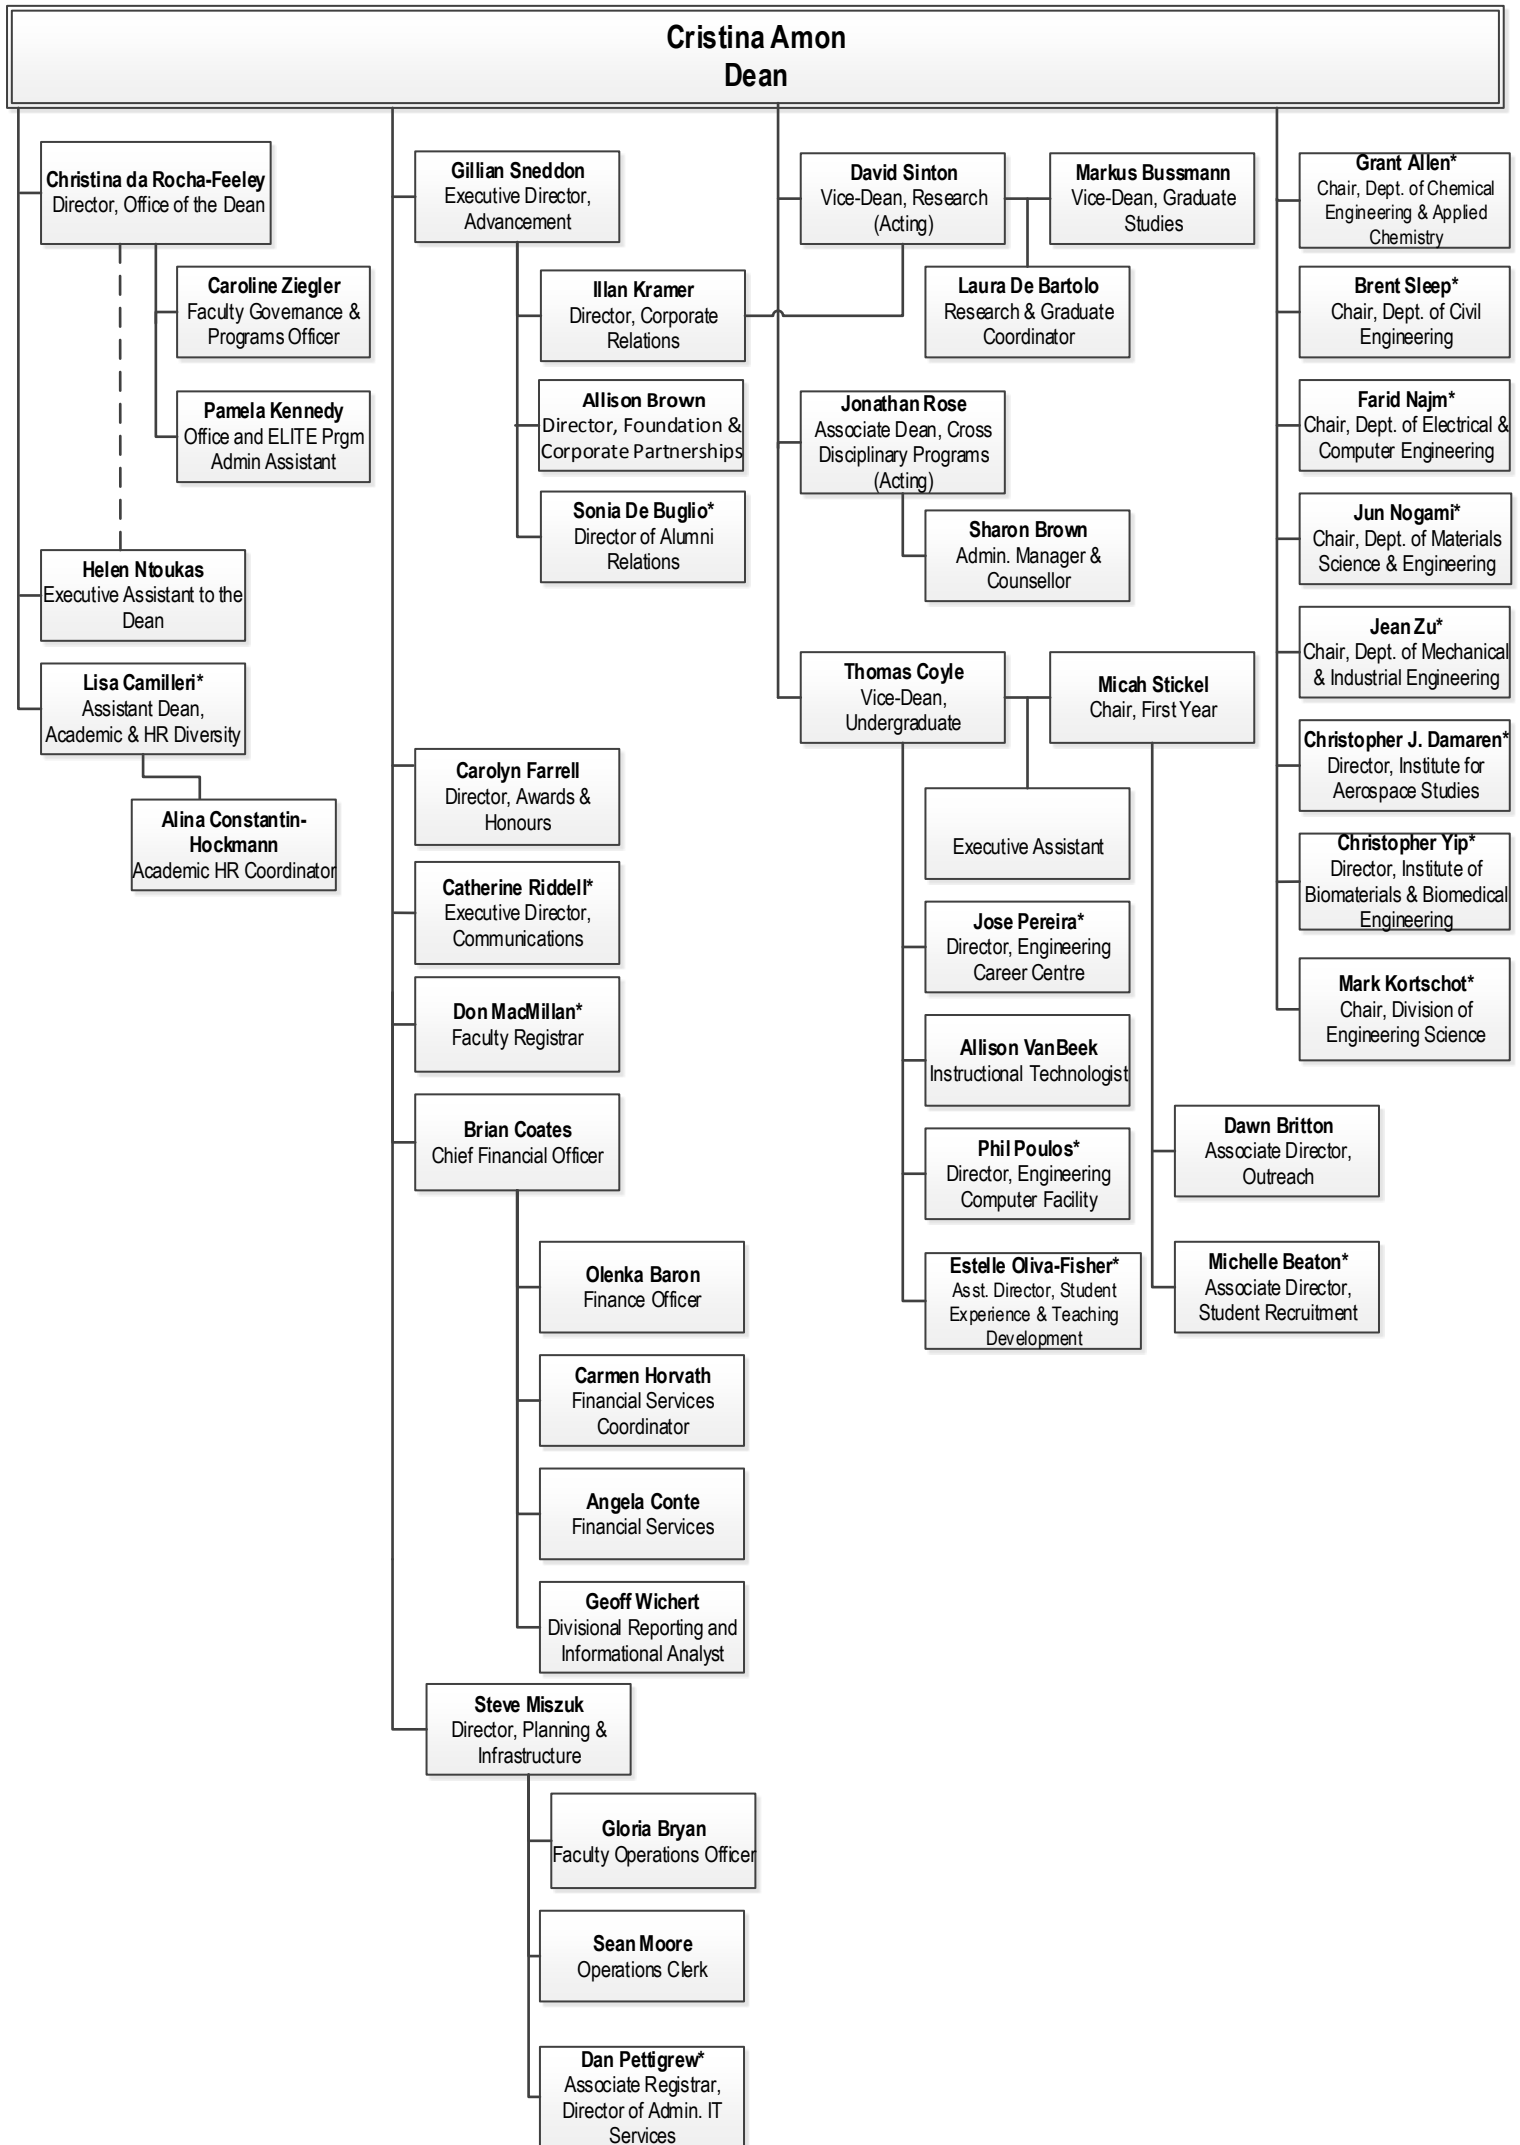 Cristina Amon
Dean
Christina da Rocha-Feeley
Director, Office of the Dean
Caroline Ziegler
Faculty Governance &
Programs Officer
Pamela Kennedy
Office and ELITE Prgm
Admin Assistant
Helen Ntoukas
Executive Assistant to the
Dean
Lisa Camilleri*
Assistant Dean,
Academic & HR Diversity
Alina Constantin-
Hockmann
Academic HR Coordinator
Gillian Sneddon
Executive Director,
Advancement
Illan Kramer
Director, Corporate
Relations
Allison Brown
Director, Foundation &
Corporate Partnerships
Sonia De Buglio*
Director of Alumni
Relations
Carolyn Farrell
Director, Awards &
Honours
Catherine Riddell*
Executive Director,
Communications
Don MacMillan*
Faculty Registrar
Brian Coates
Chief Financial Officer
Olenka Baron
Finance Officer
Carmen Horvath
Financial Services
Coordinator
Angela Conte
Financial Services
Geoff Wichert
Divisional Reporting and
Informational Analyst
Steve Miszuk
Director, Planning &
Infrastructure
Gloria Bryan
Faculty Operations Officer
Sean Moore
Operations Clerk
Dan Pettigrew*
Associate Registrar,
Director of Admin. IT
Services
David Sinton
Vice-Dean, Research
(Acting)
Markus Bussmann
Vice-Dean, Graduate
Studies
Laura De Bartolo
Research & Graduate
Coordinator
Jonathan Rose
Associate Dean, Cross
Disciplinary Programs
(Acting)
Sharon Brown
Admin. Manager &
Counsellor
Thomas Coyle
Vice-Dean,
Undergraduate
Micah Stickel
Chair, First Year
Executive Assistant
Jose Pereira*
Director, Engineering
Career Centre
Allison VanBeek
Instructional Technologist
Phil Poulos*
Director, Engineering
Computer Facility
Estelle Oliva-Fisher*
Asst. Director, Student
Experience & Teaching
Development
Dawn Britton
Associate Director,
Outreach
Michelle Beaton*
Associate Director,
Student Recruitment
Grant Allen*
Chair, Dept. of Chemical
Engineering & Applied
Chemistry
Brent Sleep*
Chair, Dept. of Civil
Engineering
Farid Najm*
Chair, Dept. of Electrical &
Computer Engineering
Jun Nogami*
Chair, Dept. of Materials
Science & Engineering
Jean Zu*
Chair, Dept. of Mechanical
& Industrial Engineering
Christopher J. Damaren*
Director, Institute for
Aerospace Studies
Christopher Yip*
Director, Institute of
Biomaterials & Biomedical
Engineering
Mark Kortschot*
Chair, Division of
Engineering Science